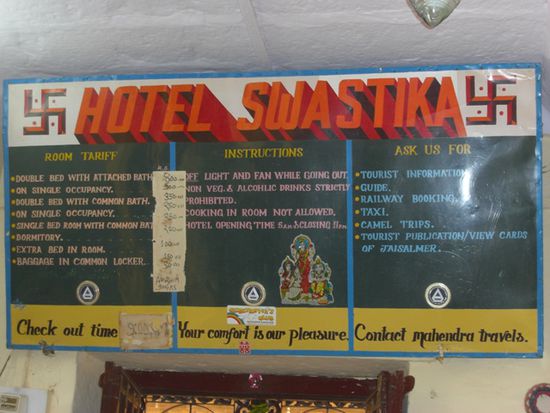 HOTEL SWASTIKA
ROOM TARIFF
DOUBLE BED WITH ATTACHED BATH
ON SINGLE OCCUPANCY.
DOUBLE BED WITH COMMON BATH.
ON SINGLE OCCUPANCY.
SINGLE BED ROOM WITH COMMON BATH
DORMITORY.
EXTRA BED IN ROOM.
BAGGAGE IN COMMON LOCKER.
Check out time
INSTRUCTIONS
OFF LIGHT AND FAN WHILE GOING OUT.
NON VEG. & ALCOHLIC DRINKS STRICTLY
PROHIBITED.
COOKING IN ROOM NOT ALLOWED.
HOTEL OPENING TIME 5 A.M & CLOSING 11 P.M.
Your comfort is our pleasure.
ASK US FOR
TOURIST INFORMATION
GUIDE.
RAILWAY BOOKING.
TAXI.
CAMEL TRIPS.
TOURIST PUBLICATION/VIEW CARDS
OF JAISALMER.
Contact mahendra travels.